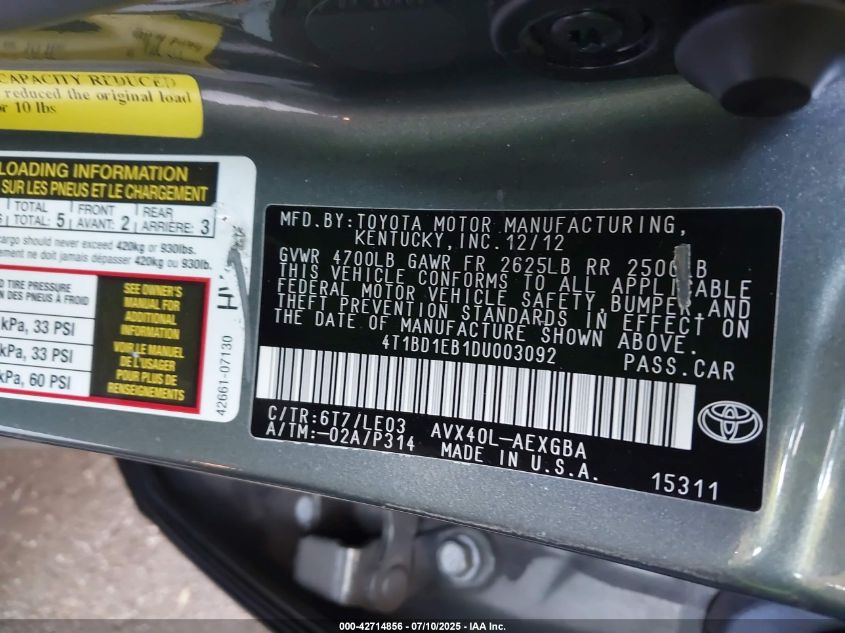 CAPACITY REDUCED
reduced the original load
or 10 lbs
LOADING INFORMATION
SUR LES PNEUS ET LE CHARGEMENT
TOTAL FRONT REAR
TOTAL: 5 AVANT: 2 ARRIÈRE: 3
cargo should never exceed 420kg or 930lbs.
ne doit jamais dépasser 420kg ou 930lb.
TIRE PRESSURE
DES PNEUS À FROID
kPa, 33 PSI
kPa, 33 PSI
kPa, 60 PSI
SEE OWNER'S
MANUAL FOR
ADDITIONAL
INFORMATION
VOIR LE MANUEL
DE L'USAGER
POUR PLUS DE
RENSEIGNEMENTS
42661-07130
MFD.BY:TOYOTA MOTOR MANUFACTURING,
KENTUCKY, INC. 12/12
GVWR 4700LB GAWR FR 2625LB RR
THIS VEHICLE CONFORMS TO ALL APPLICABLE
FEDERAL MOTOR VEHICLE SAFETY, BUMPER, AND
THEFT PREVENTION STANDARDS IN EFFECT ON
THE DATE OF MANUFACTURE SHOWN ABOVE.
4T1BD1EB1DU003092 PASS.CAR
C/TR:6T7/LE03 AVX40L-AEXGBA
A/TM:-02A/P314 MADE IN U.S.A.
15311
000-42714856 - 07/10/2025 - IAA Inc.